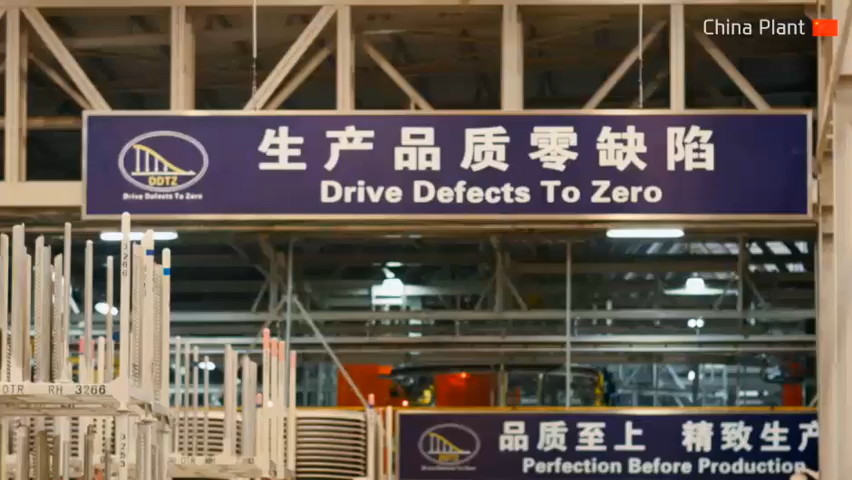 China Plant
生产品质零缺陷
Drive Defects To Zero
DDTZ
Drive Defects To Zero
OTR RH 3266
品质至上 精致生产
Perfection Before Production